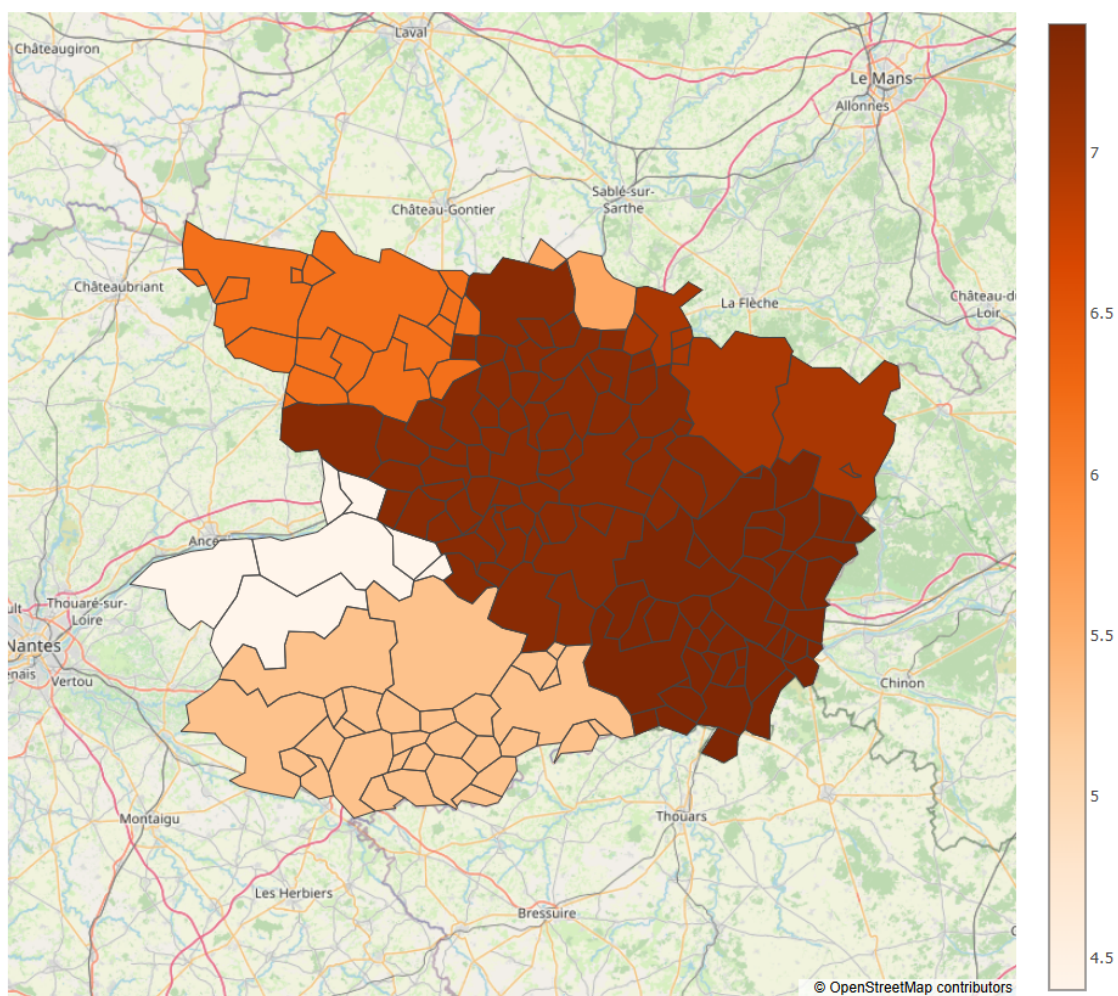 Laval
Châteaugiron
Le Mans
Allonnes
7
Sablé-sur-
Sarthe
Château-Gontier
Châteaubriant
La Flèche
Château-du-
Loir
6.5
6
Ancé
Thouaré-sur-
Loire
Nantes
Vertou
Chinon
5.5
5
Montaigu
Thouars
Les Herbiers
Bressuire
4.5
© OpenStreetMap contributors